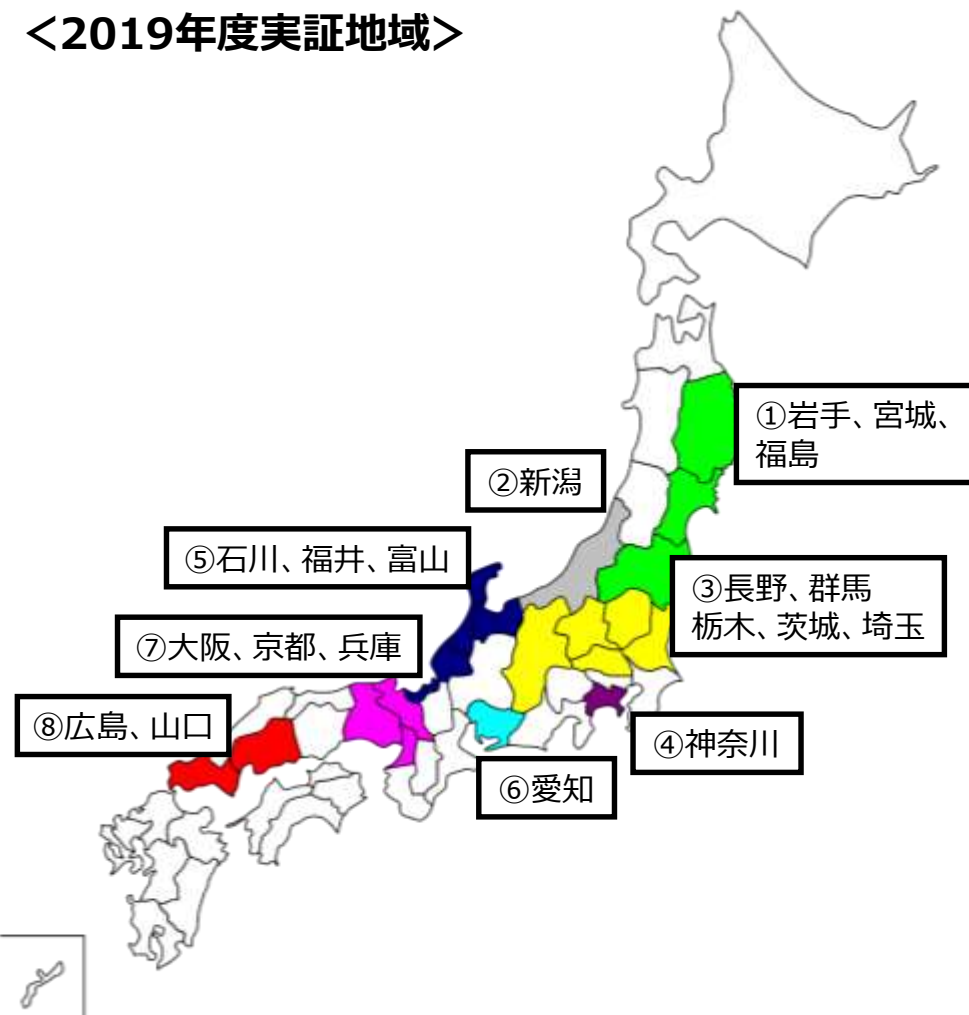 ＜2019年度実証地域＞
①岩手、宮城、
福島
②新潟
⑤石川、福井、富山
③長野、群馬
栃木、茨城、埼玉
⑦大阪、京都、兵庫
⑧広島、山口
④神奈川
⑥愛知